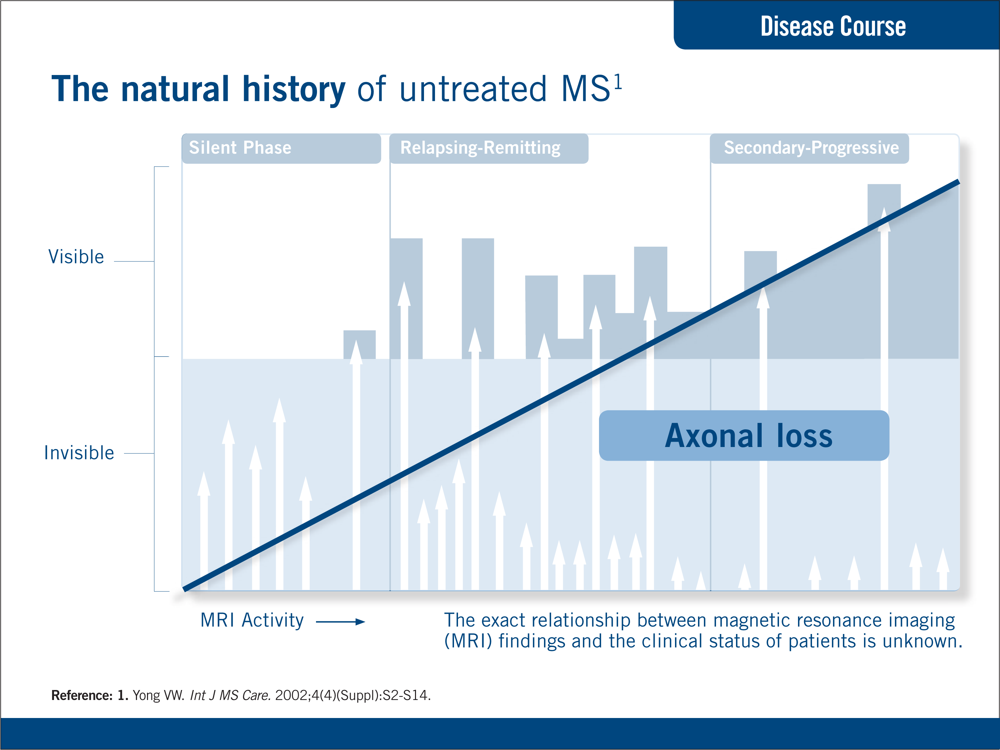 Disease Course
The natural history of untreated MS1
Silent Phase
Relapsing-Remitting
Secondary-Progressive
Visible
Invisible
Axonal loss
MRI Activity
The exact relationship between magnetic resonance imaging
(MRI) findings and the clinical status of patients is unknown.
Reference: 1. Yong VW. Int J MS Care. 2002;4(4)(Suppl):S2-S14.